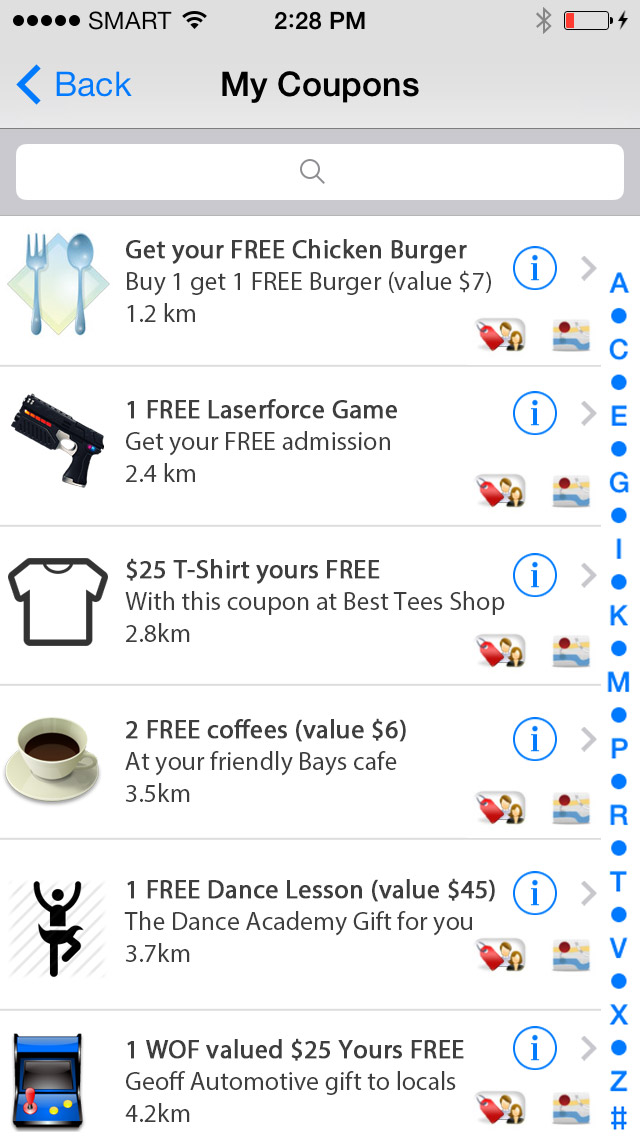 SMART 2:28 PM
Back My Coupons
Get your FREE Chicken Burger
Buy 1 get 1 FREE Burger (value $7)
1.2 km
1 FREE Laserforce Game
Get your FREE admission
2.4 km
$25 T-Shirt yours FREE
With this coupon at Best Tees Shop
2.8km
2 FREE coffees (value $6)
At your friendly Bays cafe
3.5km
1 FREE Dance Lesson (value $45)
The Dance Academy Gift for you
3.7km
1 WOF valued $25 Yours FREE
Geoff Automotive gift to locals
4.2km
A
C
E
G
I
K
M
P
R
T
V
X
Z
#